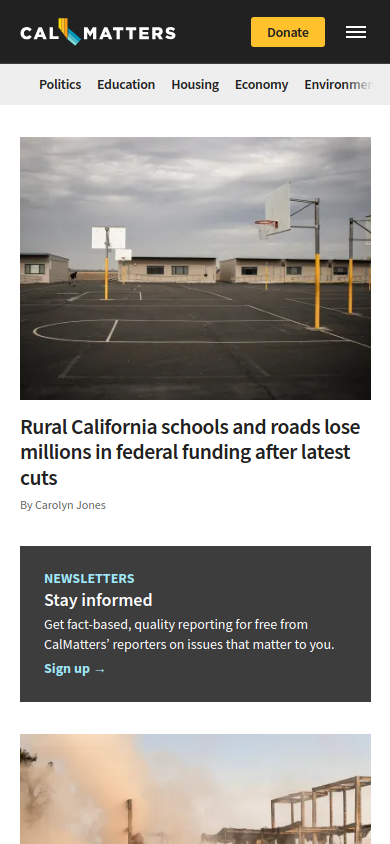 CAL MATTERS
Donate
Politics Education Housing Economy Environmen
Rural California schools and roads lose
millions in federal funding after latest
cuts
By Carolyn Jones
NEWSLETTERS
Stay informed
Get fact-based, quality reporting for free from
CalMatters’ reporters on issues that matter to you.
Sign up →